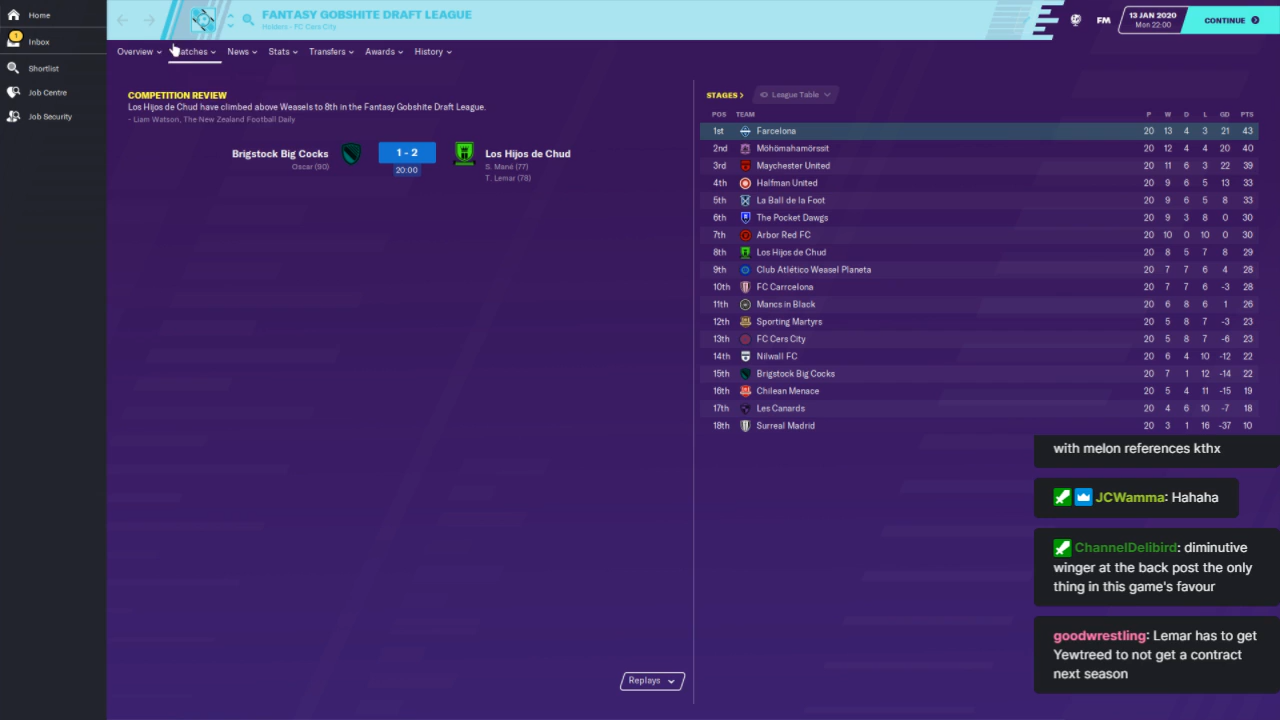 Home
Inbox
1
Shortlist
Job Centre
Job Security
FANTASY GOBSHITE DRAFT LEAGUE
Holders - FC Cers City
FM
13 JAN 2020
Mon 22:00
CONTINUE
Overview
Matches
News
Stats
Transfers
Awards
History
COMPETITION REVIEW
Los Hijos de Chud have climbed above Weasels to 8th in the Fantasy Gobshite Draft League.
- Liam Watson, The New Zealand Football Daily
Brigstock Big Cocks 1 - 2 Los Hijos de Chud
Oscar (90) 20:00 S. Mané (77)
T. Lemar (78)
Replays
STAGES > League Table
POS TEAM P W D L GD PTS
1st Farcelona 20 13 4 3 21 43
2nd Möhömahamörssit 20 12 4 4 20 40
3rd Maychester United 20 11 6 3 22 39
4th Halfman United 20 9 6 5 13 33
5th La Ball de la Foot 20 9 6 5 8 33
6th The Pocket Dawgs 20 9 3 8 0 30
7th Arbor Red FC 20 10 0 10 0 30
8th Los Hijos de Chud 20 8 5 7 8 29
9th Club Atlético Weasel Planeta 20 7 7 6 4 28
10th FC Carrcelona 20 7 7 6 -3 28
11th Mancs in Black 20 6 8 6 1 26
12th Sporting Martyrs 20 5 8 7 -3 23
13th FC Cers City 20 5 8 7 -6 23
14th Nilwall FC 20 6 4 10 -12 22
15th Brigstock Big Cocks 20 7 1 12 -14 22
16th Chilean Menace 20 5 4 11 -15 19
17th Les Canards 20 4 6 10 -7 18
18th Surreal Madrid 20 3 1 16 -37 10
with melon references kthx
JCWamma: Hahaha
ChannelDelibird: diminutive
winger at the back post the only
thing in this game's favour
goodwrestling: Lemar has to get
Yewtreed to not get a contract
next season